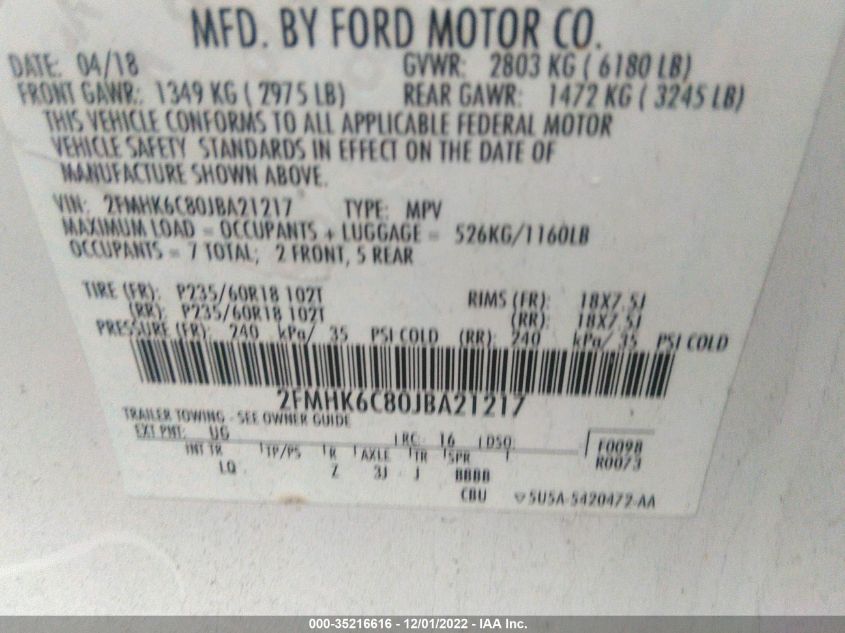 MFD. BY FORD MOTOR CO.
DATE: 04/18 GVWR: 2803 KG ( 6180 LB)
FRONT GAWR: 1349 KG ( 2975 LB) REAR GAWR: 1472 KG ( 3245 LB)
THIS VEHICLE CONFORMS TO ALL APPLICABLE FEDERAL MOTOR
VEHICLE SAFETY STANDARDS IN EFFECT ON THE DATE OF
MANUFACTURE SHOWN ABOVE.
VIN: 2FMHK6C80JBA21217 TYPE: MPV
MAXIMUM LOAD = OCCUPANTS + LUGGAGE = 526KG/1160LB
OCCUPANTS = 7 TOTAL; 2 FRONT, 5 REAR
TIRE (FR): P235/60R18 102T RIMS (FR): 18X7.5J
(RR): P235/60R18 102T (RR): 18X7.5J
PRESSURE (FR): 240 kPa/ 35 PSI COLD (RR): 240 kPa/ 35 PSI COLD
2FMHK6C80JBA21217
TRAILER TOWING - SEE OWNER GUIDE
EXT PNT: UG RC: 16 DSO: F0098
INT TR TP/PS R AXLE TR SPR R0073
LQ Z 3J J BBBB
CBU 5U5A-5420472-AA
000-35216616 - 12/01/2022 - IAA Inc.